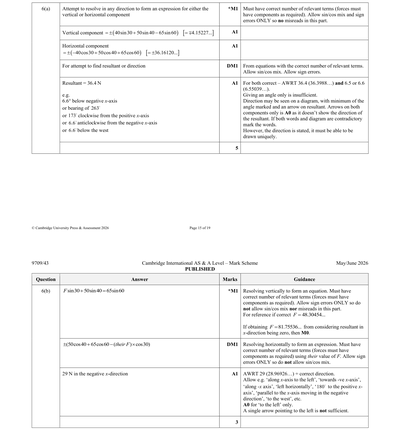 6(a)
Attempt to resolve in any direction to form an expression for either the vertical or horizontal component
*M1
Must have correct number of relevant terms (forces must have components as required). Allow sin/cos mix and sign errors ONLY so no misreads in this part.
Vertical component = ±(40sin30+50sin40−65sin60) [= 14.15227...]
A1
Horizontal component
= ±(−40cos30+50cos40+65cos60) [= ±36.16120...]
A1
For attempt to find resultant or direction
DM1
From equations with the correct number of relevant terms. Allow sin/cos mix. Allow sign errors.
Resultant = 36.4 N
e.g.
6.6° below negative x-axis
or bearing of 263
or 173 clockwise from the positive x-axis
or 6.6 anticlockwise from the negative x-axis
or 6.6 below the west
A1
For both correct – AWRT 36.4 (36.3988…) and 6.5 or 6.6 (6.55039…).
Giving an angle only is insufficient.
Direction may be seen on a diagram, with minimum of the angle marked and an arrow on resultant. Arrows on both components only is A0 as it doesn't show the direction of the resultant. If both words and diagram are contradictory mark the words.
However, the direction is stated, it must be able to be drawn uniquely.
5
© Cambridge University Press & Assessment 2026
Page 15 of 19
9709/43
Cambridge International AS & A Level – Mark Scheme
PUBLISHED
May/June 2026
Question
Answer
Marks
Guidance
6(b)
F sin30+50sin40=65sin60
*M1
Resolving vertically to form an equation. Must have correct number of relevant terms (forces must have components as required). Allow sign errors ONLY so do not allow sin/cos mix nor misreads in this part.
For reference if correct F = 48.30454...
If obtaining F = 81.75536... from considering resultant in x-direction being zero, then M0.
±(50cos40+65cos60−(their F)×cos30)
DM1
Resolving horizontally to form an expression. Must have correct number of relevant terms (forces must have components as required) using their value of F. Allow sign errors ONLY so do not allow sin/cos mix.
29 N in the negative x-direction
A1
AWRT 29 (28.96926…) + correct direction.
Allow e.g. 'along x-axis to the left', 'towards -ve x-axis', 'along -x axis', 'left horizontally', '180 to the positive x-axis', 'parallel to the x-axis moving in the negative direction', 'to the west', etc.
A0 for 'to the left' only.
A single arrow pointing to the left is not sufficient.
3